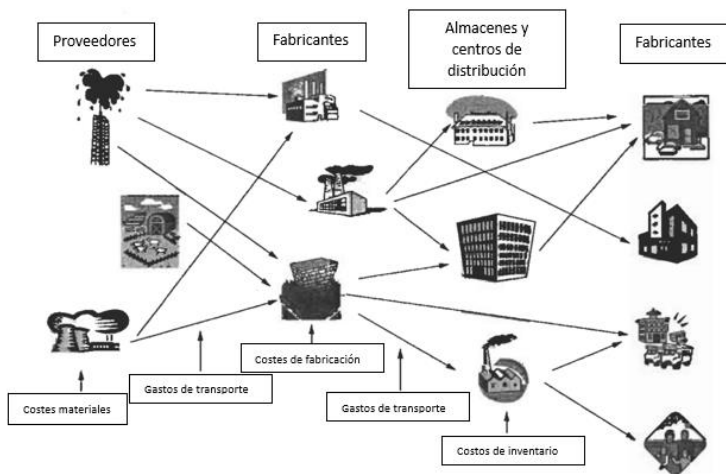 Proveedores
Fabricantes
Almacenes y
centros de
distribución
Fabricantes
Costes de fabricación
Gastos de transporte
Gastos de transporte
Costes materiales
Costos de inventario